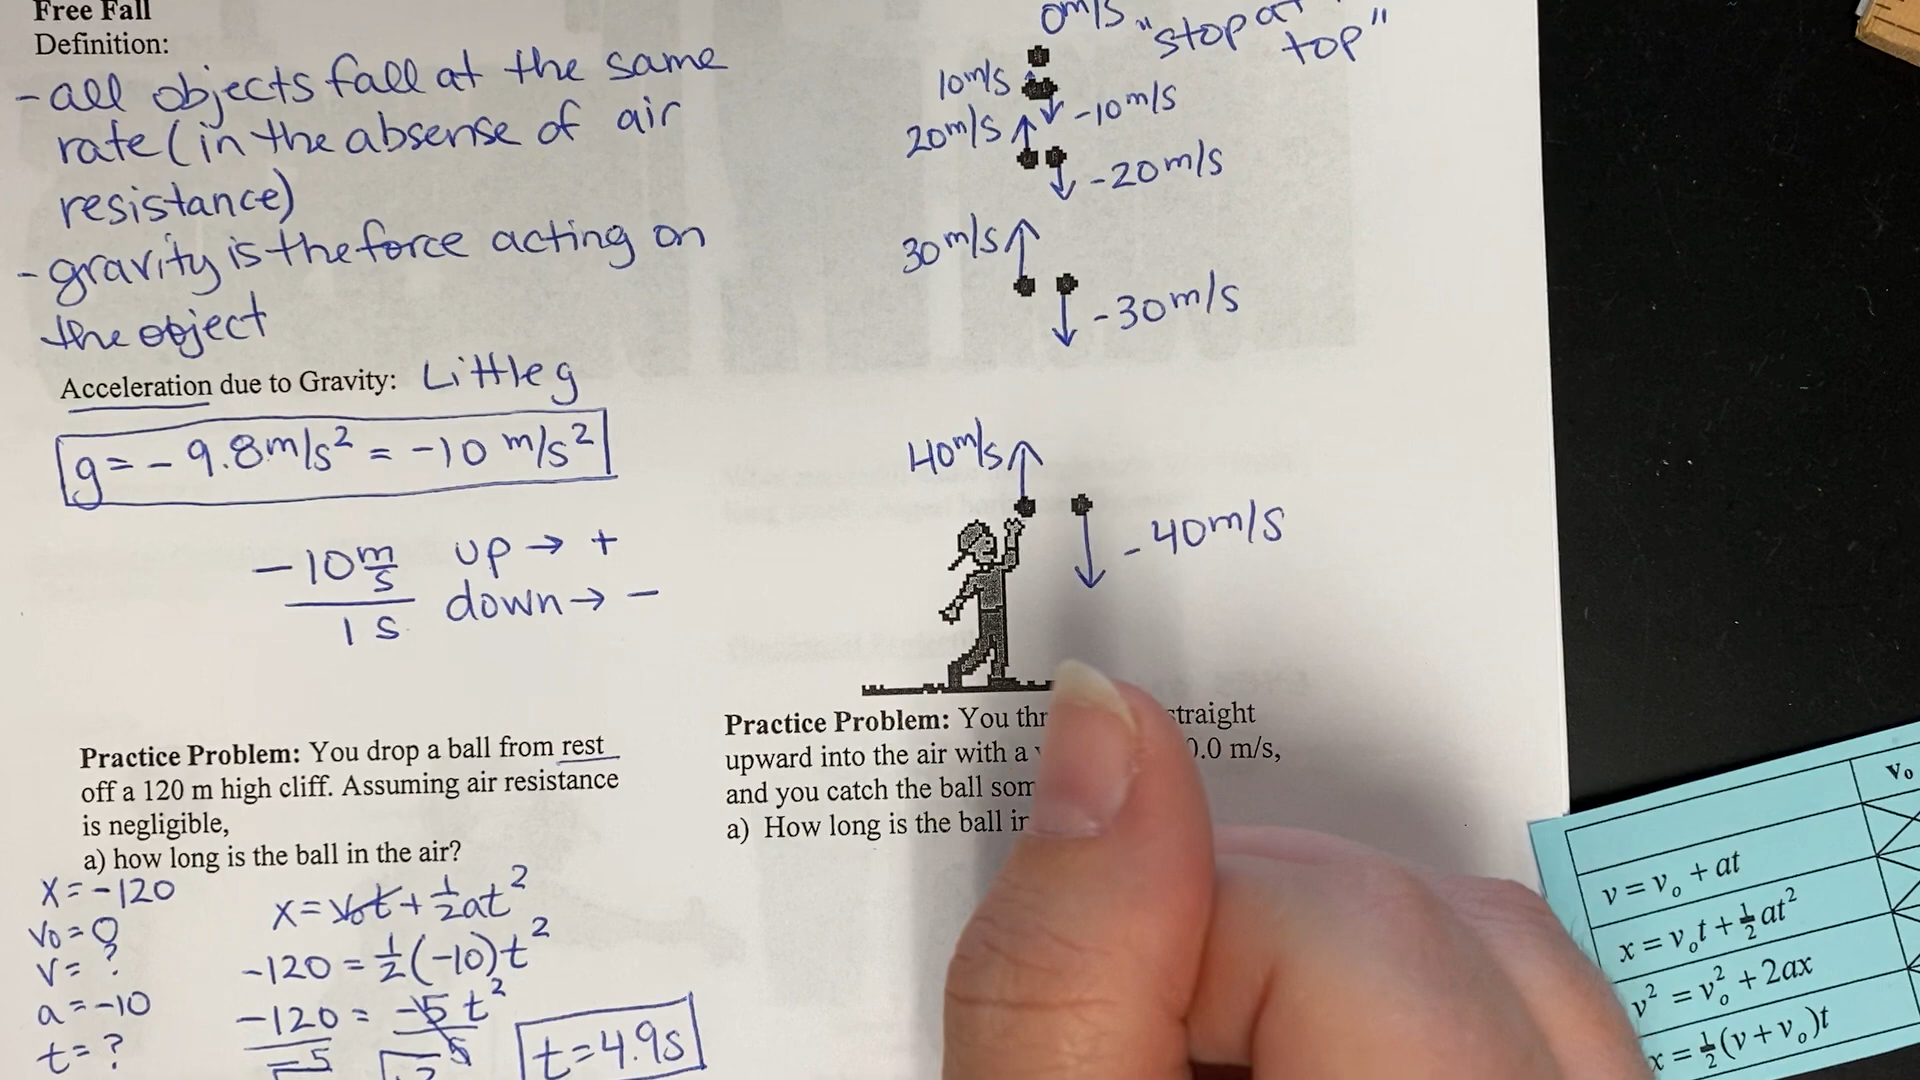 Free Fall
Definition:
- all objects fall at the same
rate (in the absense of air
resistance)
- gravity is the force acting on
the object
Acceleration due to Gravity: Little g
g = - 9.8 m/s² = -10 m/s²
-10 m/s
1 s
up → +
down → -
Practice Problem: You drop a ball from rest
off a 120 m high cliff. Assuming air resistance
is negligible,
a) how long is the ball in the air?
x = -120
v₀ = 0
v = ?
a = -10
t = ?
x = v₀t + ½at²
-120 = ½(-10)t²
-120 = -5t²
-5
t = 4.9s
0m/s "stop at
top"
10m/s
-10m/s
20m/s
-20m/s
30m/s
-30m/s
40m/s
-40m/s
Practice Problem: You straight
upward into the air with a .0 m/s,
and you catch the ball
a) How long is the ball
v₀
v = v₀ + at
x = v₀t + ½at²
v² = v₀² + 2ax
x = ½(v + v₀)t